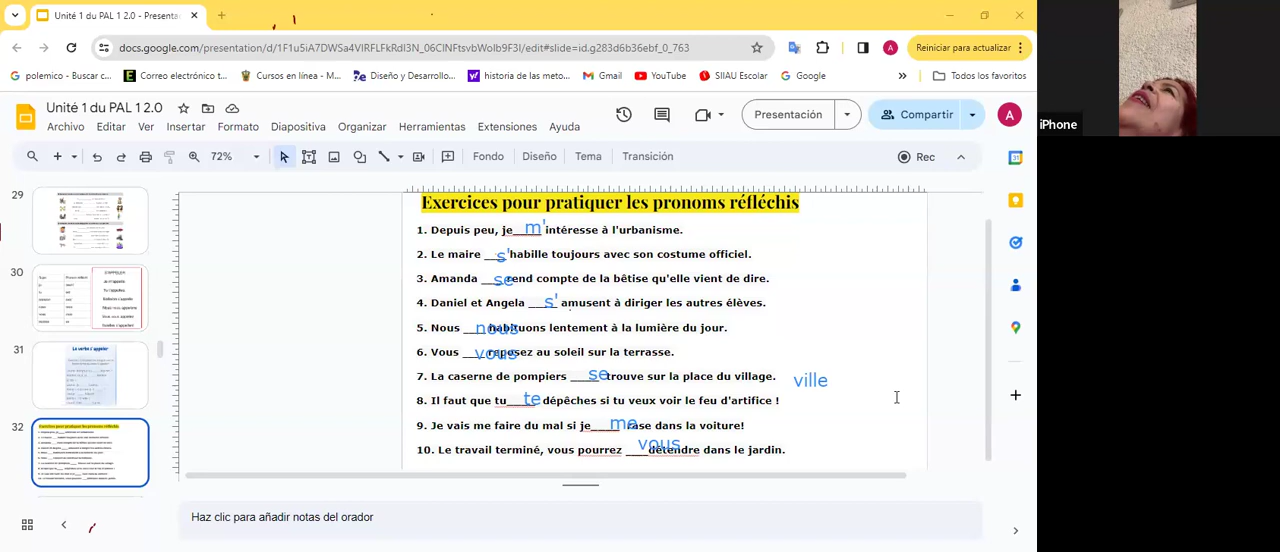 Unité 1 du PAL 1 2.0 - Presenta
docs.google.com/presentation/d/1F1u5iA7DWSa4VIRFLFkRdI3N_06ClNFtsvbWolb9F3I/edit#slide=id.g283d6b36ebf_0_763
A
Reiniciar para actualizar
polemico - Buscar c...
Correo electrónico t...
Cursos en línea - M...
Diseño y Desarrollo...
historia de las meto...
Gmail
YouTube
SIIAU Escolar
Google
Todos los favoritos
iPhone
Unité 1 du PAL 1 2.0
Archivo Editar Ver Insertar Formato Diapositiva Organizar Herramientas Extensiones Ayuda
Presentación
Compartir
A
72%
Fondo Diseño Tema Transición
Rec
29
30
31
Le verbe s'appeler
32
Exercices pour pratiquer les pronoms réfléchis
1. Depuis peu, je m' intéresse à l'urbanisme.
2. Le maire s' 'habille toujours avec son costume officiel.
3. Amanda se rend compte de la bêtise qu'elle vient de dire.
4. Daniel et Angela s' amusent à diriger les autres élèves.
5. Nous nous habituons lentement à la lumière du jour.
6. Vous vous reposez au soleil sur la terrasse.
7. La caserne de pompiers se trouve sur la place du village. ville
8. Il faut que tu te dépêches si tu veux voir le feu d'artifice !
9. Je vais me faire du mal si je me rase dans la voiture!
10. Le travail terminé, vous pourrez vous détendre dans le jardin.
Haz clic para añadir notas del orador